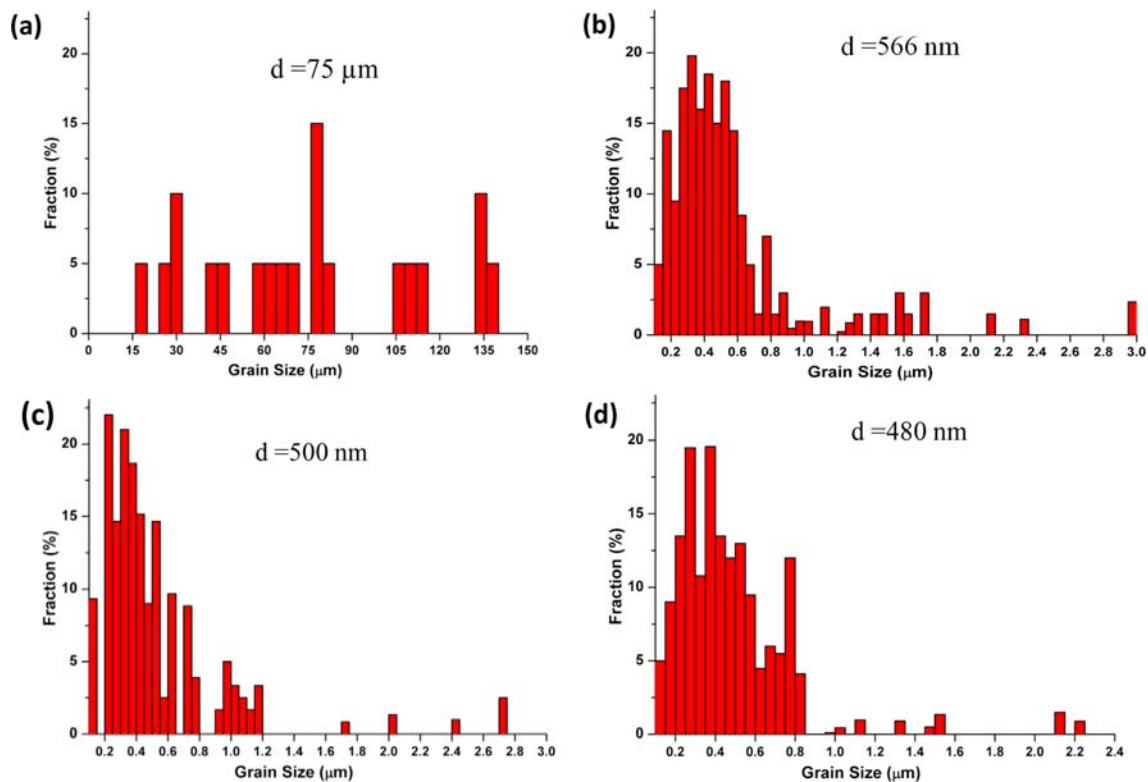 (a)
d =75 µm
Fraction (%)
20
15
10
5
0
0 15 30 45 60 75 90 105 120 135 150
Grain Size (µm)
(b)
d =566 nm
Fraction (%)
20
15
10
5
0
0.2 0.4 0.6 0.8 1.0 1.2 1.4 1.6 1.8 2.0 2.2 2.4 2.6 2.8 3.0
Grain Size (µm)
(c)
d =500 nm
Fraction (%)
20
15
10
5
0
0.2 0.4 0.6 0.8 1.0 1.2 1.4 1.6 1.8 2.0 2.2 2.4 2.6 2.8 3.0
Grain Size (µm)
(d)
d =480 nm
Fraction (%)
20
15
10
5
0
0.2 0.4 0.6 0.8 1.0 1.2 1.4 1.6 1.8 2.0 2.2 2.4
Grain Size (µm)